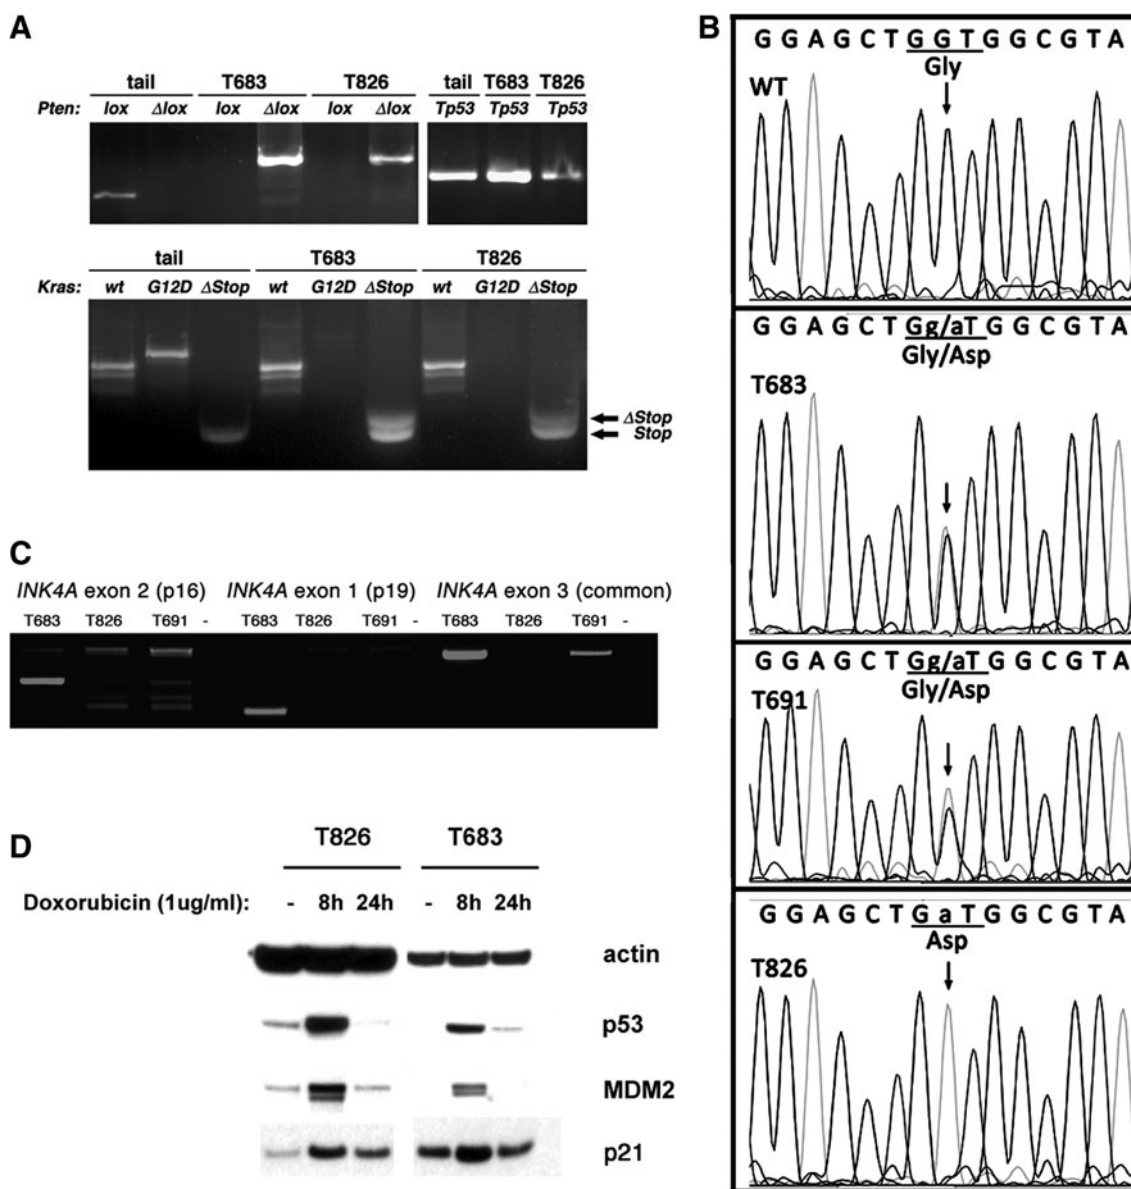 A
tail T683 T826 tail T683 T826
Pten: lox Δlox lox Δlox lox Δlox Tp53 Tp53 Tp53
tail T683 T826
Kras: wt G12D ΔStop wt G12D ΔStop wt G12D ΔStop
ΔStop
Stop
B
G G A G C T G G T G G C G T A
Gly
WT
G G A G C T G g/a T G G C G T A
Gly/Asp
T683
G G A G C T G g/a T G G C G T A
Gly/Asp
T691
G G A G C T G a T G G C G T A
Asp
T826
C
INK4A exon 2 (p16) INK4A exon 1 (p19) INK4A exon 3 (common)
T683 T826 T691 - T683 T826 T691 - T683 T826 T691 -
D
T826 T683
Doxorubicin (1ug/ml): - 8h 24h - 8h 24h
actin
p53
MDM2
p21